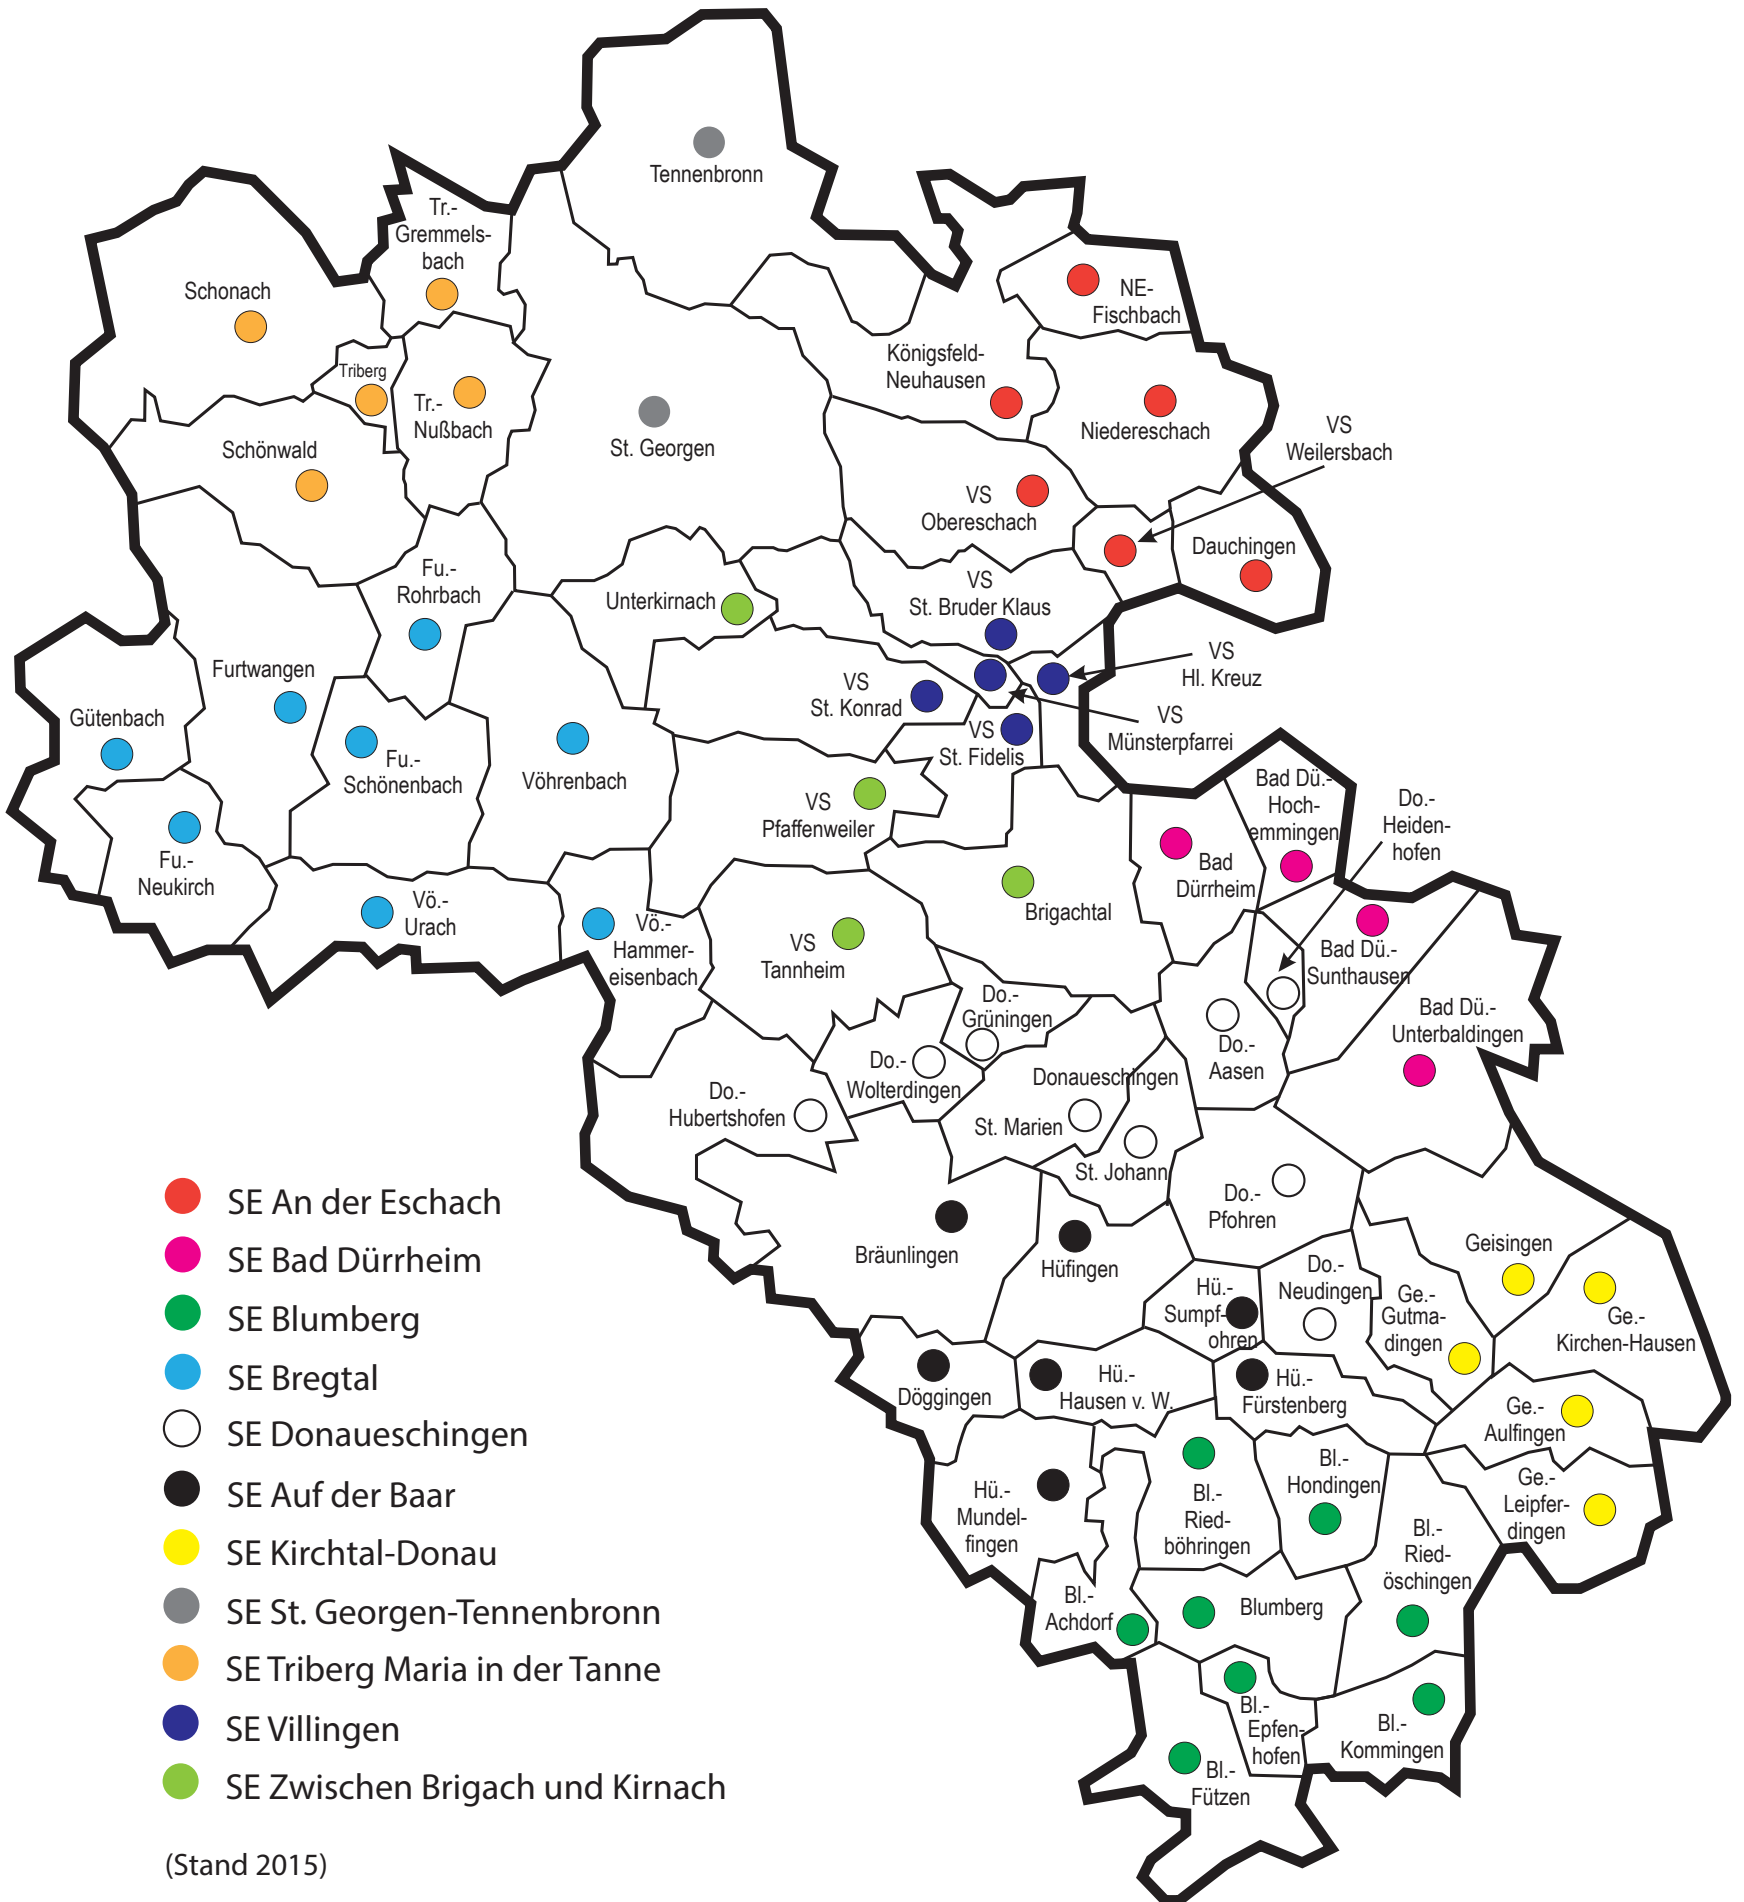 Tennenbronn
Tr.-
Gremmels-
bach
Schonach
NE-
Fischbach
Königsfeld-
Neuhausen
Triberg
Tr.-
Nußbach
St. Georgen
Niedereschach
VS
Weilersbach
Schönwald
VS
Obereschach
Dauchingen
Fu.-
Rohrbach
Unterkirnach
VS
St. Bruder Klaus
VS
Hl. Kreuz
Furtwangen
VS
St. Konrad
VS
Münsterpfarrei
Gütenbach
VS
St. Fidelis
Fu.-
Schönenbach
Vöhrenbach
VS
Pfaffenweiler
Bad Dü.-
Hoch-
emmingen
Do.-
Heiden-
hofen
Fu.-
Neukirch
Bad
Dürrheim
Vö.-
Urach
Brigachtal
Vö.-
Hammer-
eisenbach
VS
Tannheim
Bad Dü.-
Sunthausen
Do.-
Grüningen
Bad Dü.-
Unterbaldingen
Do.-
Wolterdingen
Do.-
Aasen
Donaueschingen
Do.-
Hubertshofen
St. Marien
St. Johann
Do.-
Pfohren
Bräunlingen
Hüfingen
Geisingen
Do.-
Neudingen
Hü.-
Sumpf-
ohren
Ge.-
Gutma-
dingen
Ge.-
Kirchen-Hausen
Döggingen
Hü.-
Hausen v. W.
Hü.-
Fürstenberg
Ge.-
Aulfingen
Hü.-
Mundel-
fingen
Bl.-
Ried-
böhringen
Bl.-
Hondingen
Ge.-
Leipfer-
dingen
Bl.-
Ried-
öschingen
Bl.-
Achdorf
Blumberg
Bl.-
Epfen-
hofen
Bl.-
Kommingen
Bl.-
Fützen
SE An der Eschach
SE Bad Dürrheim
SE Blumberg
SE Bregtal
SE Donaueschingen
SE Auf der Baar
SE Kirchtal-Donau
SE St. Georgen-Tennenbronn
SE Triberg Maria in der Tanne
SE Villingen
SE Zwischen Brigach und Kirnach
(Stand 2015)